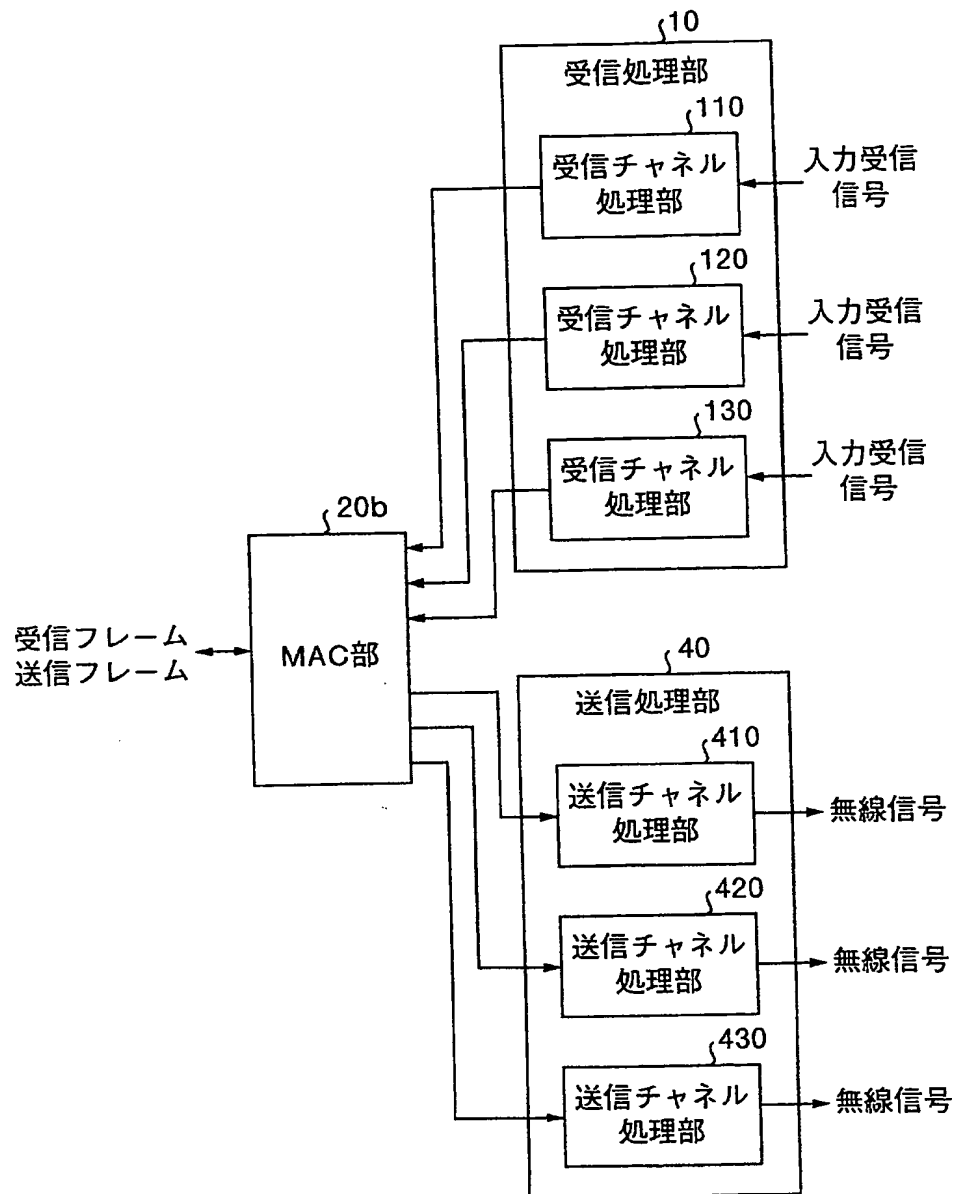 10
受信処理部
110
受信チャネル
処理部
入力受信
信号
120
受信チャネル
処理部
入力受信
信号
130
受信チャネル
処理部
入力受信
信号
20b
MAC部
受信フレーム
送信フレーム
40
送信処理部
410
送信チャネル
処理部
無線信号
420
送信チャネル
処理部
無線信号
430
送信チャネル
処理部
無線信号